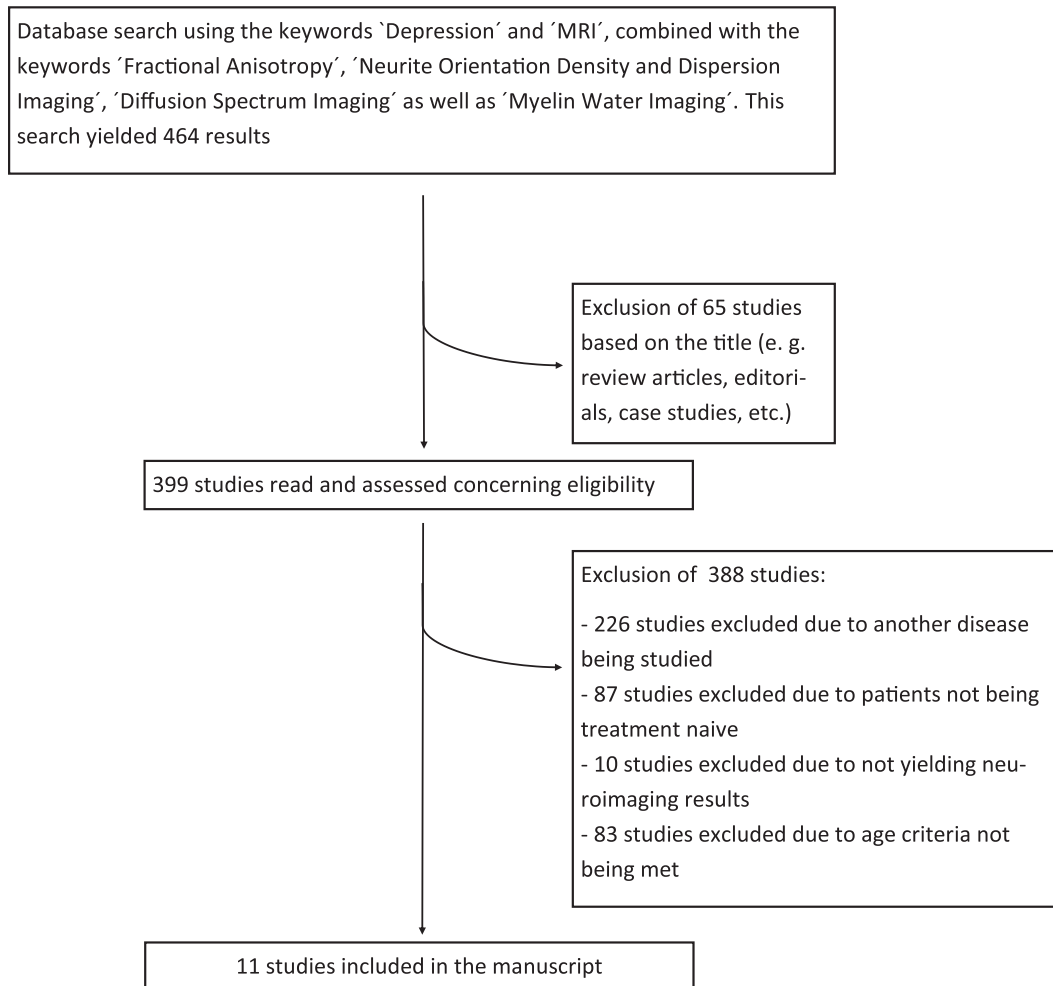 Database search using the keywords `Depression´ and ´MRI´, combined with the
keywords ´Fractional Anisotropy´, ´Neurite Orientation Density and Dispersion
Imaging´, ´Diffusion Spectrum Imaging´ as well as ´Myelin Water Imaging´. This
search yielded 464 results
Exclusion of 65 studies
based on the title (e. g.
review articles, editori-
als, case studies, etc.)
399 studies read and assessed concerning eligibility
Exclusion of  388 studies:
- 226 studies excluded due to another disease
being studied
- 87 studies excluded due to patients not being
treatment naive
- 10 studies excluded due to not yielding neu-
roimaging results
- 83 studies excluded due to age criteria not
being met
11 studies included in the manuscript